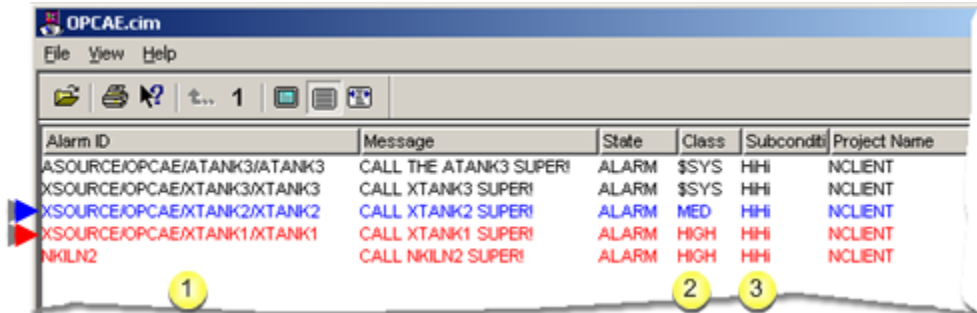 OPCAE.cim
File View Help
1
Alarm ID Message State Class Subconditi Project Name
ASOURCE/OPCAE/ATANK3/ATANK3 CALL THE ATANK3 SUPER! ALARM $SYS HiHi NCLIENT
XSOURCE/OPCAE/XTANK3/XTANK3 CALL XTANK3 SUPER! ALARM $SYS HiHi NCLIENT
XSOURCE/OPCAE/XTANK2/XTANK2 CALL XTANK2 SUPER! ALARM MED HiHi NCLIENT
XSOURCE/OPCAE/XTANK1/XTANK1 CALL XTANK1 SUPER! ALARM HIGH HiHi NCLIENT
NKILN2 CALL NKILN2 SUPER! ALARM HIGH HiHi NCLIENT
1 2 3